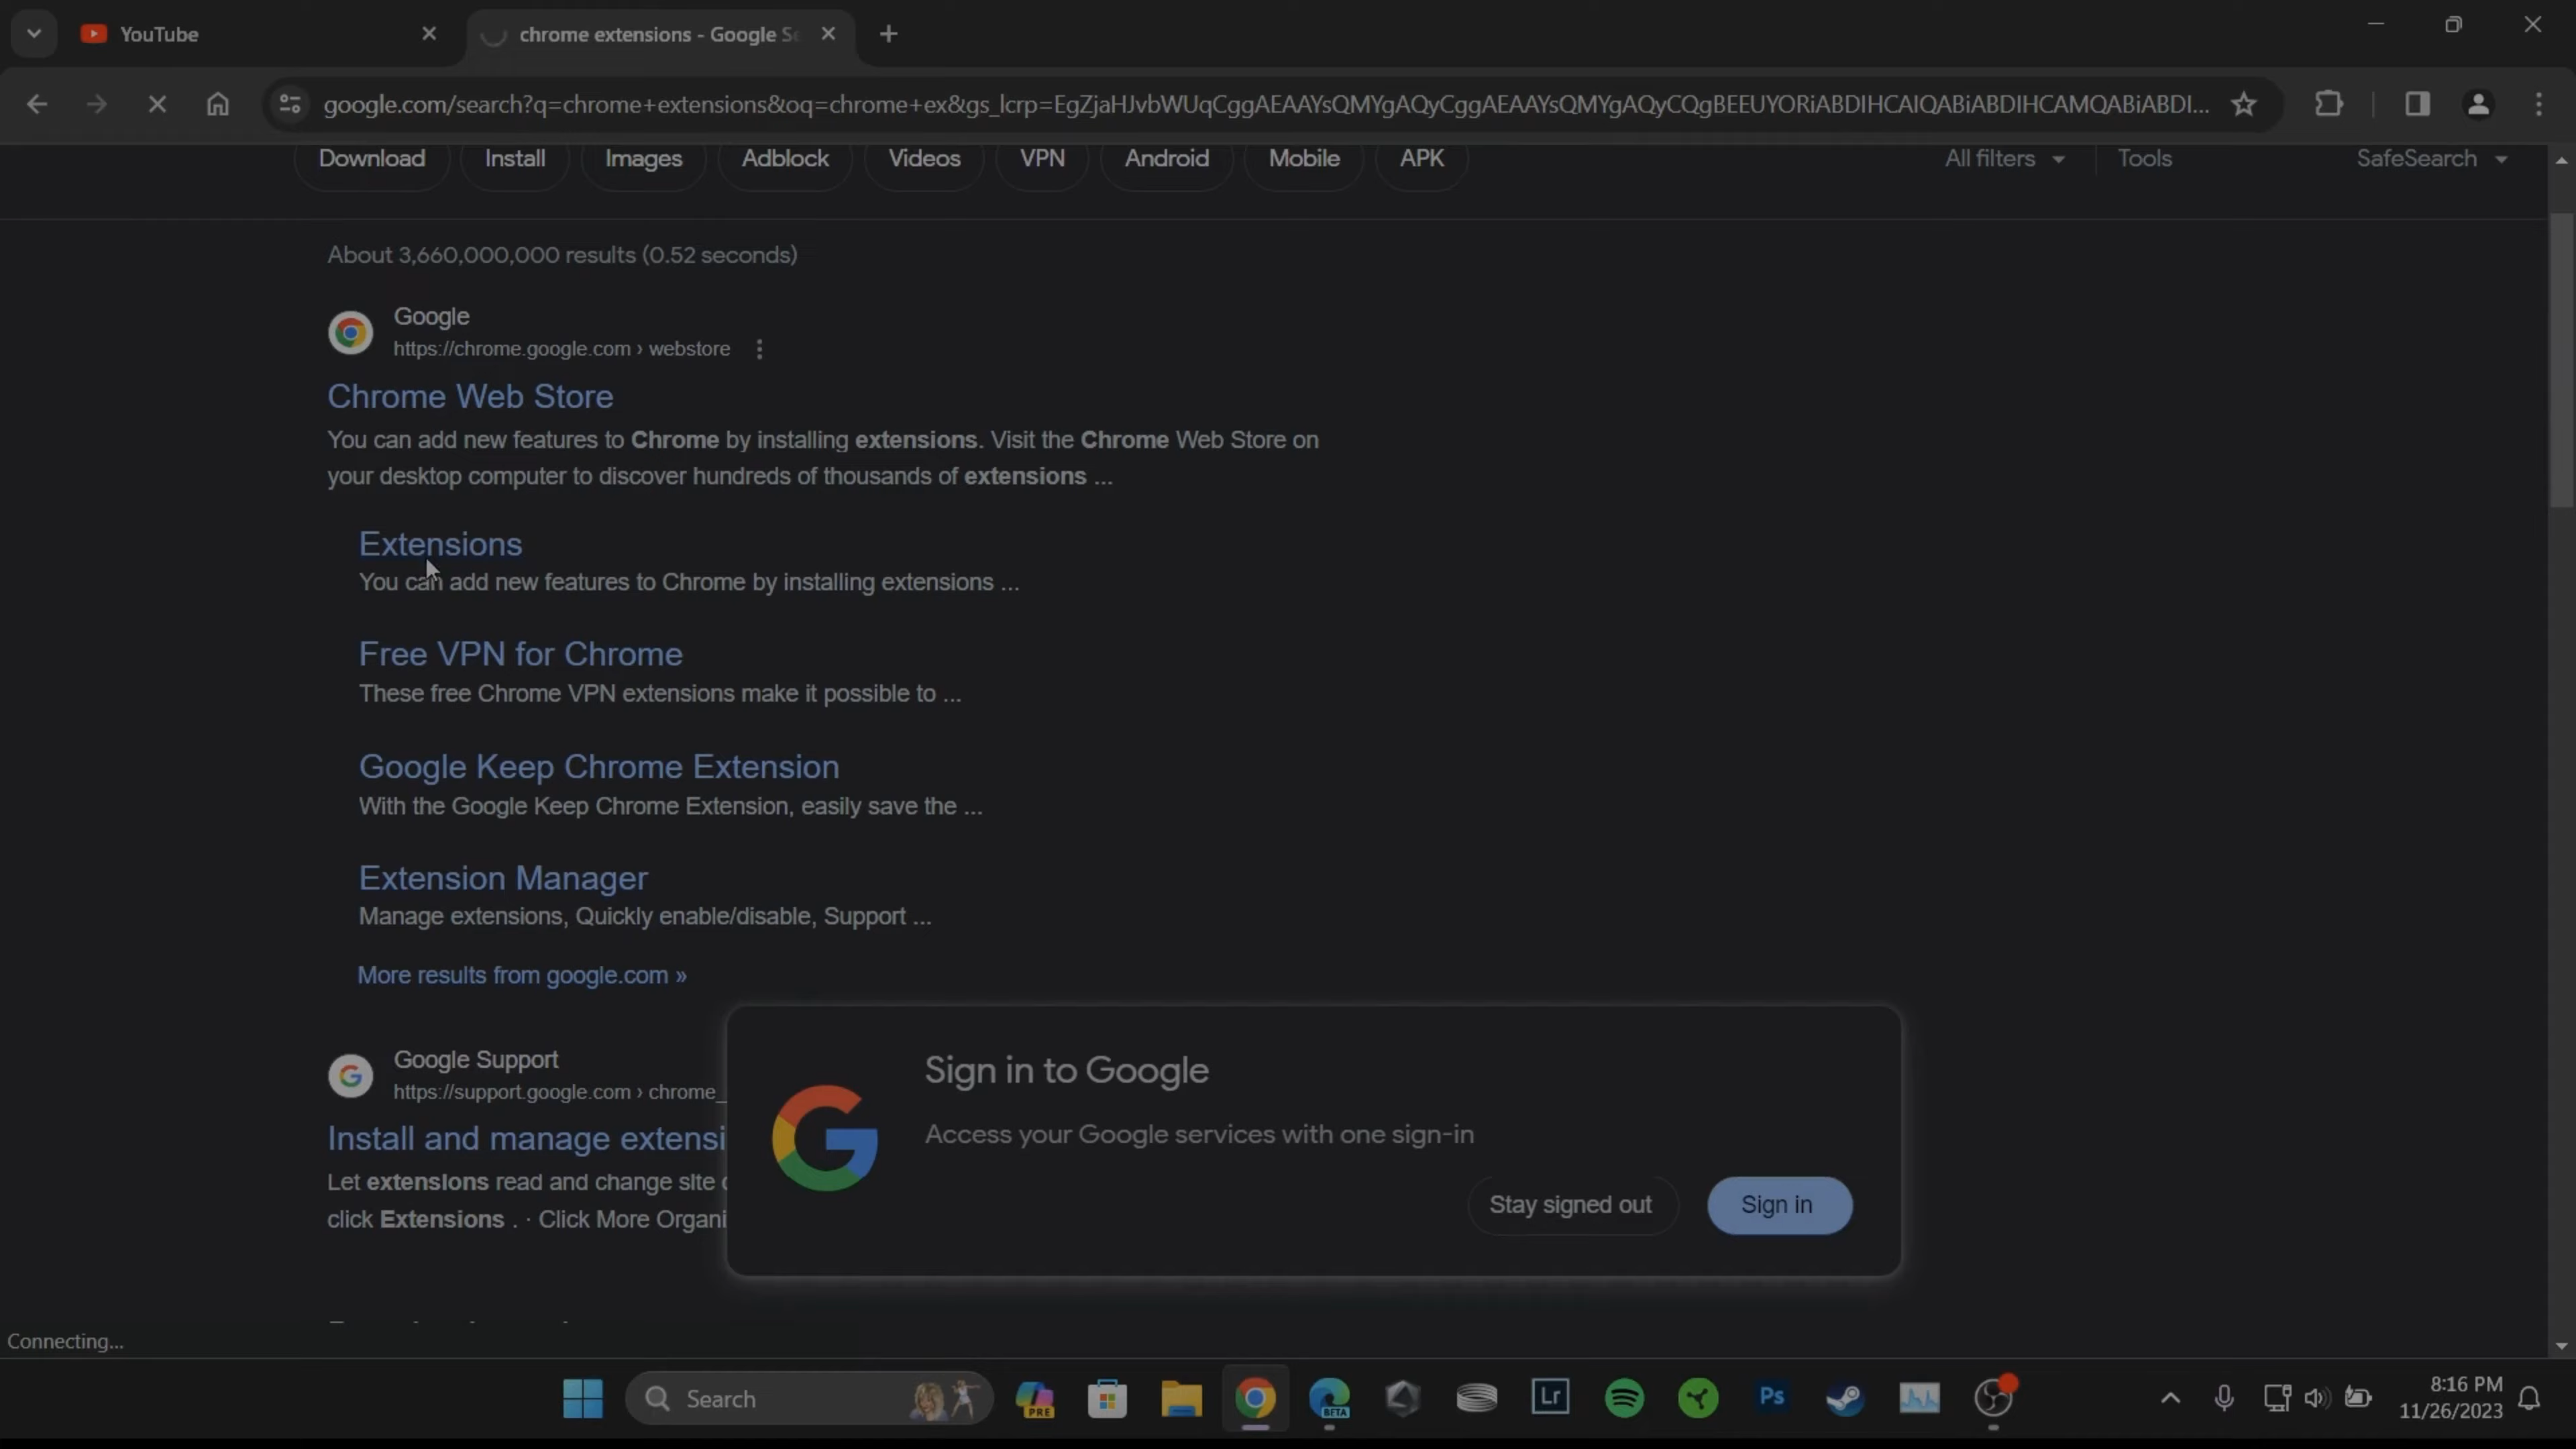 YouTube
chrome extensions - Google Se
google.com/search?q=chrome+extensions&oq=chrome+ex&gs_lcrp=EgZjaHJvbWUqCggAEAAYsQMYgAQyCggAEAAYsQMYgAQyCQgBEEUYORiABDIHCAIQABiABDIHCAMQABiABDI...
Download Install Images Adblock Videos VPN Android Mobile APK All filters Tools SafeSearch
About 3,660,000,000 results (0.52 seconds)
Google
https://chrome.google.com › webstore
Chrome Web Store
You can add new features to Chrome by installing extensions. Visit the Chrome Web Store on
your desktop computer to discover hundreds of thousands of extensions ...
Extensions
You can add new features to Chrome by installing extensions ...
Free VPN for Chrome
These free Chrome VPN extensions make it possible to ...
Google Keep Chrome Extension
With the Google Keep Chrome Extension, easily save the ...
Extension Manager
Manage extensions, Quickly enable/disable, Support ...
More results from google.com »
Google Support
https://support.google.com › chrome_
Install and manage extensi
Let extensions read and change site
click Extensions . · Click More Organi
Sign in to Google
Access your Google services with one sign-in
Stay signed out
Sign in
Connecting...
Search
PRE
BETA
Lr
Ps
8:16 PM
11/26/2023